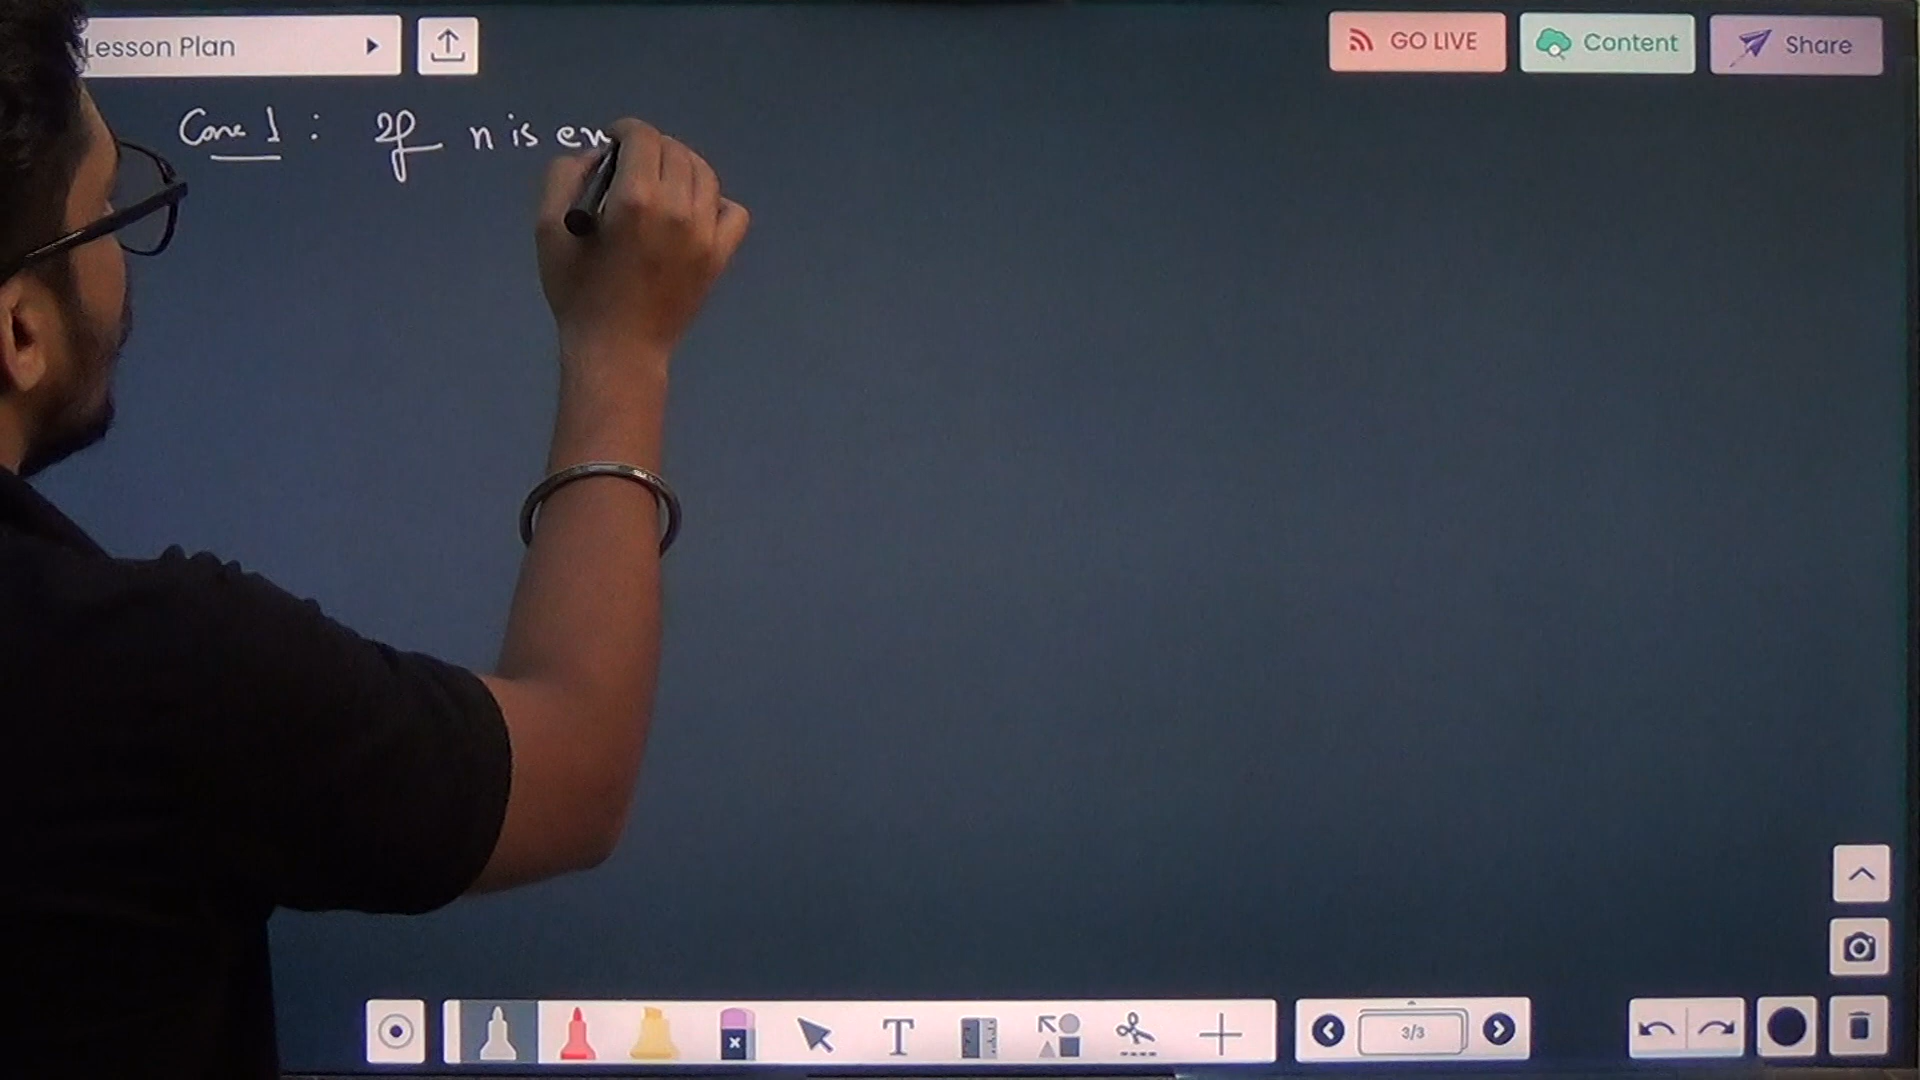 Lesson Plan
GO LIVE
Content
Share
Case 1 : If n is ev
T
3/3